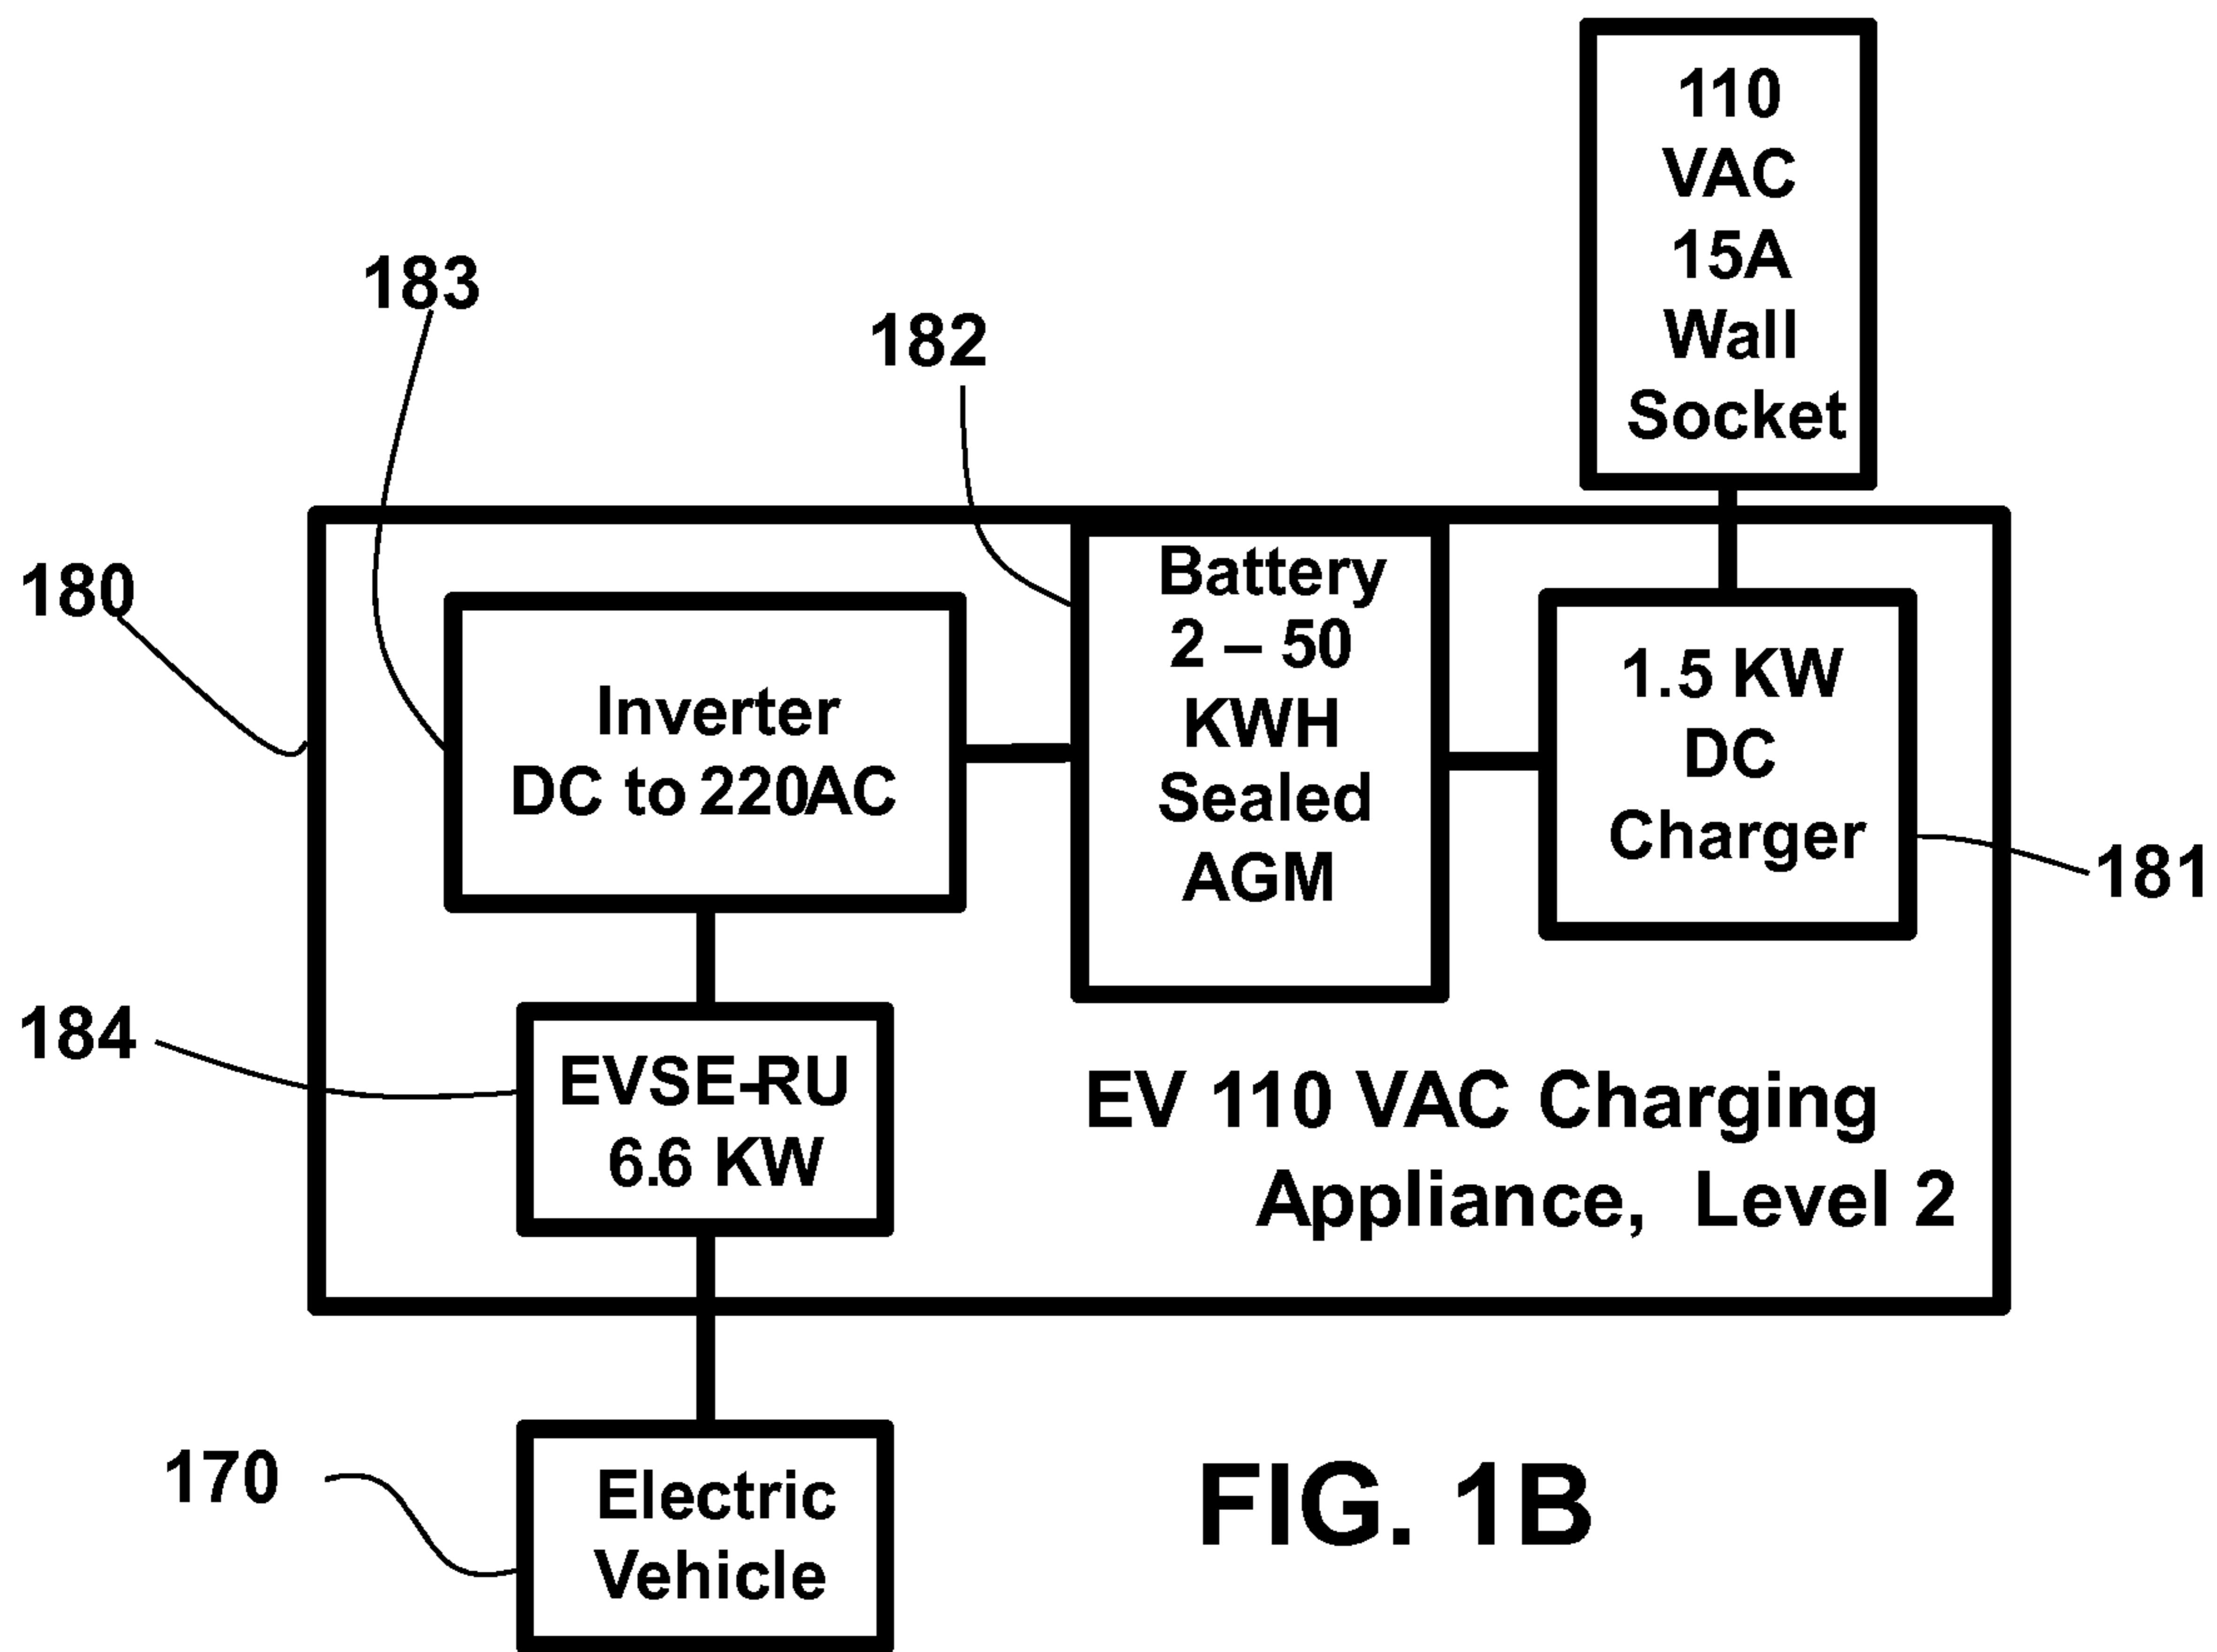 110
VAC
15A
Wall
Socket
183
182
180
Battery
2 – 50
KWH
Sealed
AGM
Inverter
DC to 220AC
1.5 KW
DC
Charger
181
184
EVSE-RU
6.6 KW
EV 110 VAC Charging
Appliance, Level 2
170
Electric
Vehicle
FIG. 1B